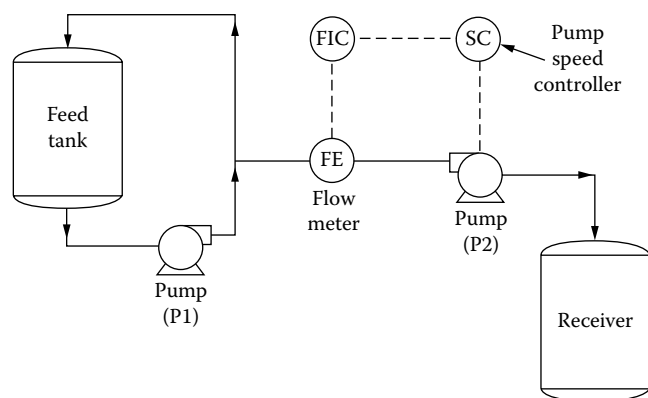 FIC
SC
Pump
speed
controller
Feed
tank
FE
Flow
meter
Pump
(P2)
Pump
(P1)
Receiver